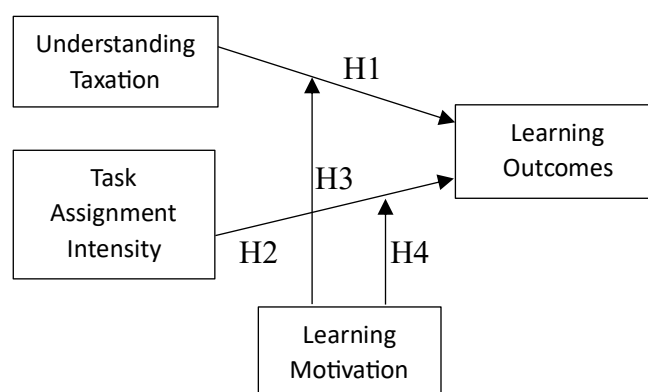 Understanding
Taxation
H1
Learning
Outcomes
Task
Assignment
Intensity
H3
H2
H4
Learning
Motivation